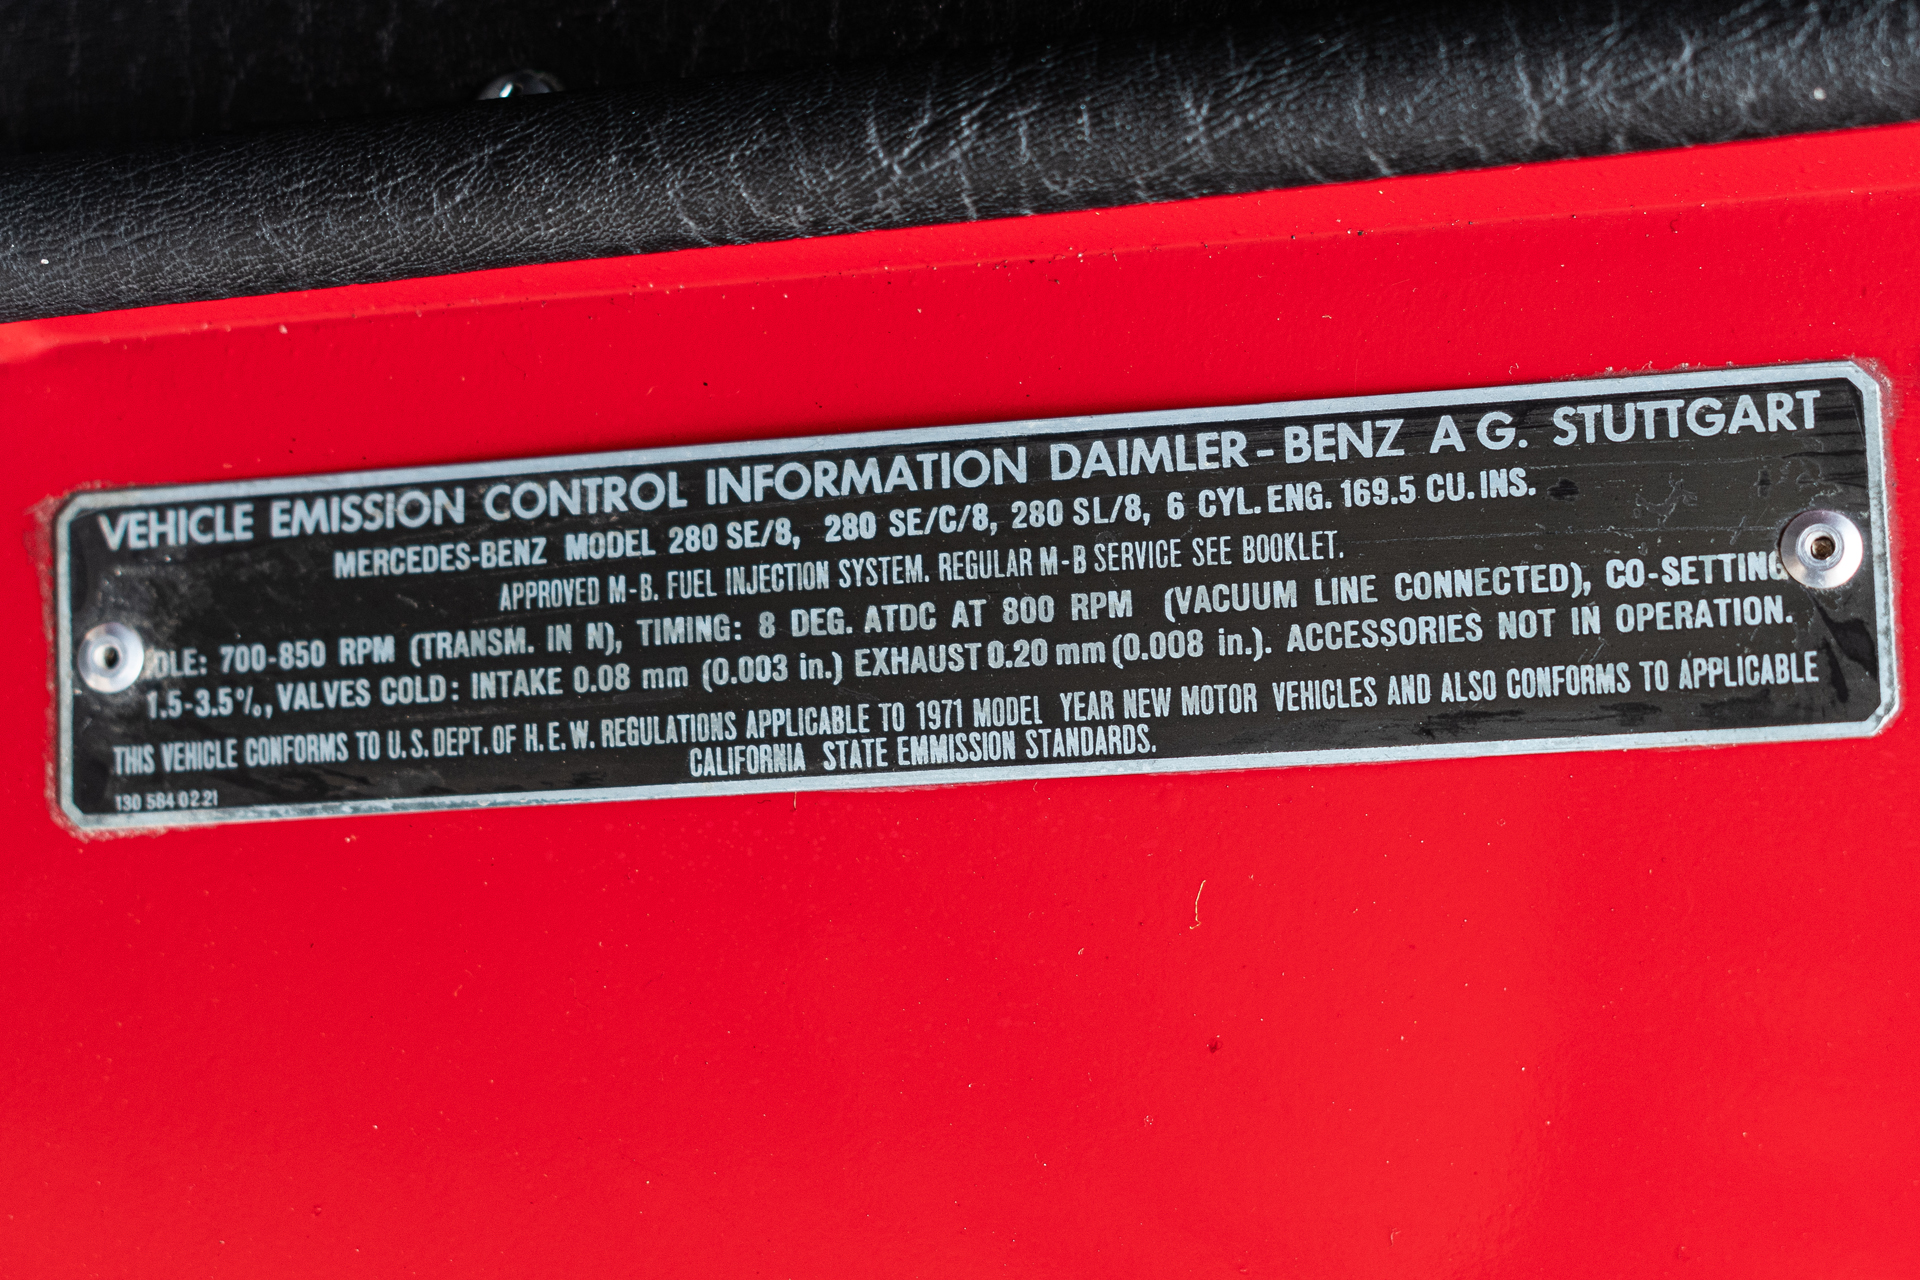 VEHICLE EMISSION CONTROL INFORMATION DAIMLER-BENZ A G. STUTTGART
MERCEDES-BENZ MODEL 280 SE/8, 280 SE/C/8, 280 SL/8, 6 CYL. ENG. 169.5 CU. INS.
APPROVED M-B. FUEL INJECTION SYSTEM. REGULAR M-B SERVICE SEE BOOKLET.
IDLE: 700-850 RPM (TRANSM. IN N), TIMING: 8 DEG. ATDC AT 800 RPM (VACUUM LINE CONNECTED), CO-SETTING
1.5-3.5%, VALVES COLD: INTAKE 0.08 mm (0.003 in.) EXHAUST 0.20 mm (0.008 in.). ACCESSORIES NOT IN OPERATION.
THIS VEHICLE CONFORMS TO U.S. DEPT. OF H.E.W. REGULATIONS APPLICABLE TO 1971 MODEL YEAR NEW MOTOR VEHICLES AND ALSO CONFORMS TO APPLICABLE
CALIFORNIA STATE EMMISSION STANDARDS.
130 584 02 21